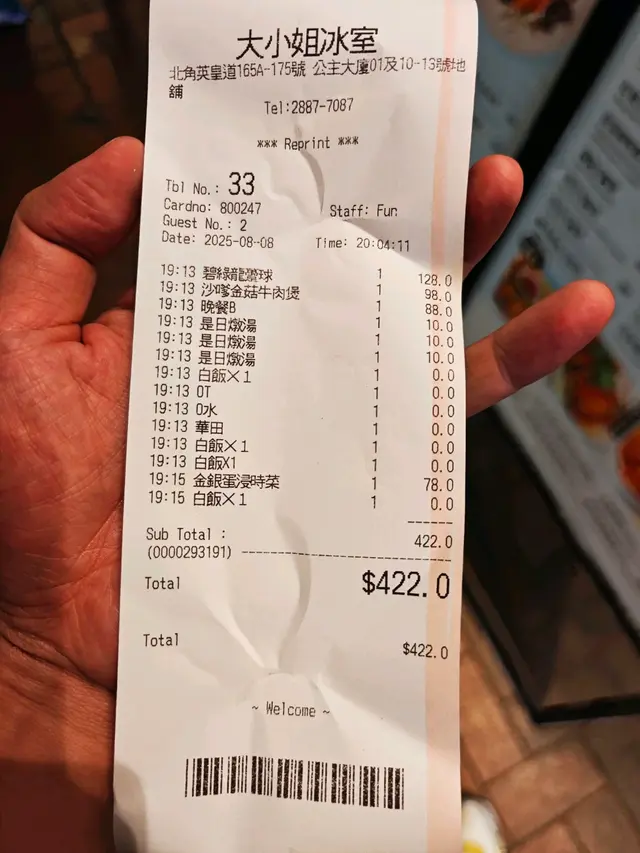 大小姐冰室
北角英皇道165A-175號 公主大廈01及10-13號地
舖
Tel:2887-7087
*** Reprint ***
Tbl No.: 33
Cardno: 800247 Staff: Fun
Guest No.: 2
Date: 2025-08-08 Time: 20:04:11
19:13 碧綠龍躉球 1 128.0
19:13 沙嗲金菇牛肉煲 1 98.0
19:13 晚餐B 1 88.0
19:13 是日燉湯 1 10.0
19:13 是日燉湯 1 10.0
19:13 是日燉湯 1 10.0
19:13 白飯X1 1 0.0
19:13 OT 1 0.0
19:13 O水 1 0.0
19:13 華田 1 0.0
19:13 白飯X1 1 0.0
19:13 白飯X1 1 0.0
19:15 金銀蛋浸時菜 1 78.0
19:15 白飯X1 1 0.0
Sub Total : 422.0
(0000293191)
Total $422.0
Total $422.0
~ Welcome ~